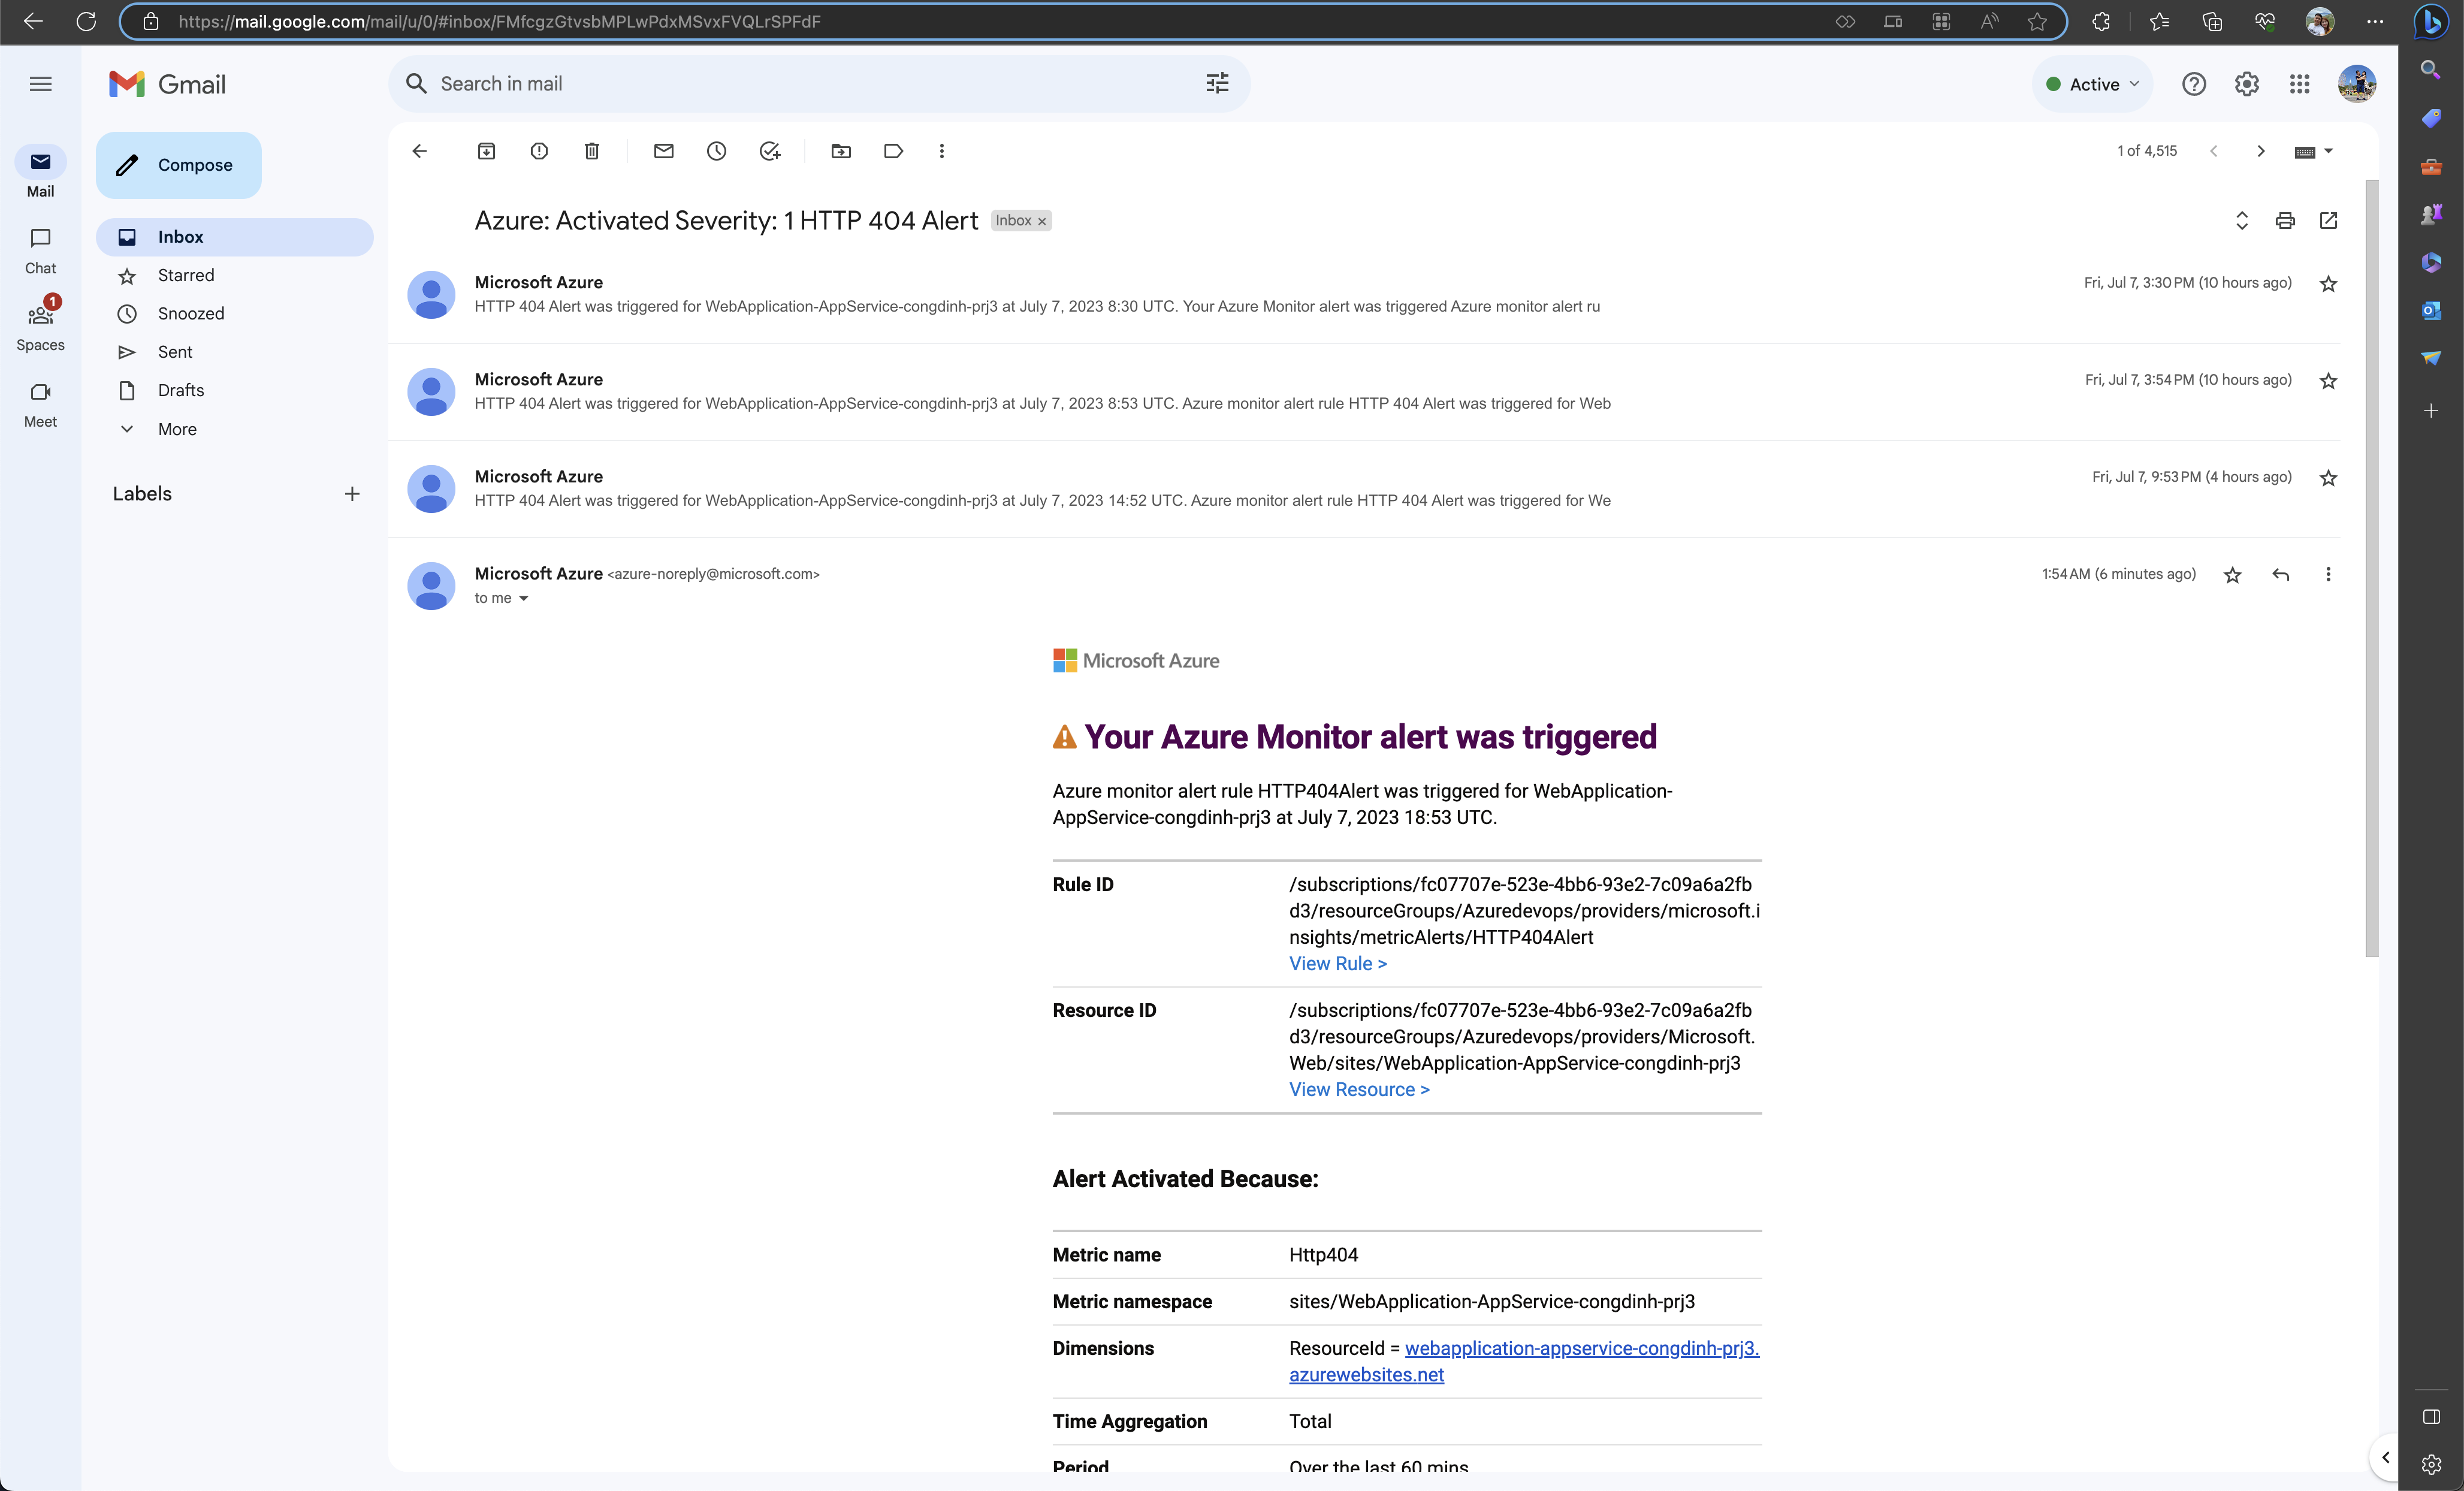 https://mail.google.com/mail/u/0/#inbox/FMfcgzGtvsbMPLwPdxMSvxFVQLrSPFdF
Gmail
Search in mail
Active
Compose
Mail
Chat
1
Spaces
Meet
Inbox
Starred
Snoozed
Sent
Drafts
More
Labels
1 of 4,515
Azure: Activated Severity: 1 HTTP 404 Alert Inbox
Microsoft Azure
Fri, Jul 7, 3:30 PM (10 hours ago)
HTTP 404 Alert was triggered for WebApplication-AppService-congdinh-prj3 at July 7, 2023 8:30 UTC. Your Azure Monitor alert was triggered Azure monitor alert ru
Microsoft Azure
Fri, Jul 7, 3:54 PM (10 hours ago)
HTTP 404 Alert was triggered for WebApplication-AppService-congdinh-prj3 at July 7, 2023 8:53 UTC. Azure monitor alert rule HTTP 404 Alert was triggered for Web
Microsoft Azure
Fri, Jul 7, 9:53 PM (4 hours ago)
HTTP 404 Alert was triggered for WebApplication-AppService-congdinh-prj3 at July 7, 2023 14:52 UTC. Azure monitor alert rule HTTP 404 Alert was triggered for We
Microsoft Azure <azure-noreply@microsoft.com>
1:54 AM (6 minutes ago)
to me
Microsoft Azure
Your Azure Monitor alert was triggered
Azure monitor alert rule HTTP404Alert was triggered for WebApplication-
AppService-congdinh-prj3 at July 7, 2023 18:53 UTC.
Rule ID
/subscriptions/fc07707e-523e-4bb6-93e2-7c09a6a2fb
d3/resourceGroups/Azuredevops/providers/microsoft.i
nsights/metricAlerts/HTTP404Alert
View Rule >
Resource ID
/subscriptions/fc07707e-523e-4bb6-93e2-7c09a6a2fb
d3/resourceGroups/Azuredevops/providers/Microsoft.
Web/sites/WebApplication-AppService-congdinh-prj3
View Resource >
Alert Activated Because:
Metric name Http404
Metric namespace sites/WebApplication-AppService-congdinh-prj3
Dimensions ResourceId = webapplication-appservice-congdinh-prj3.
azurewebsites.net
Time Aggregation Total
Period Over the last 60 mins